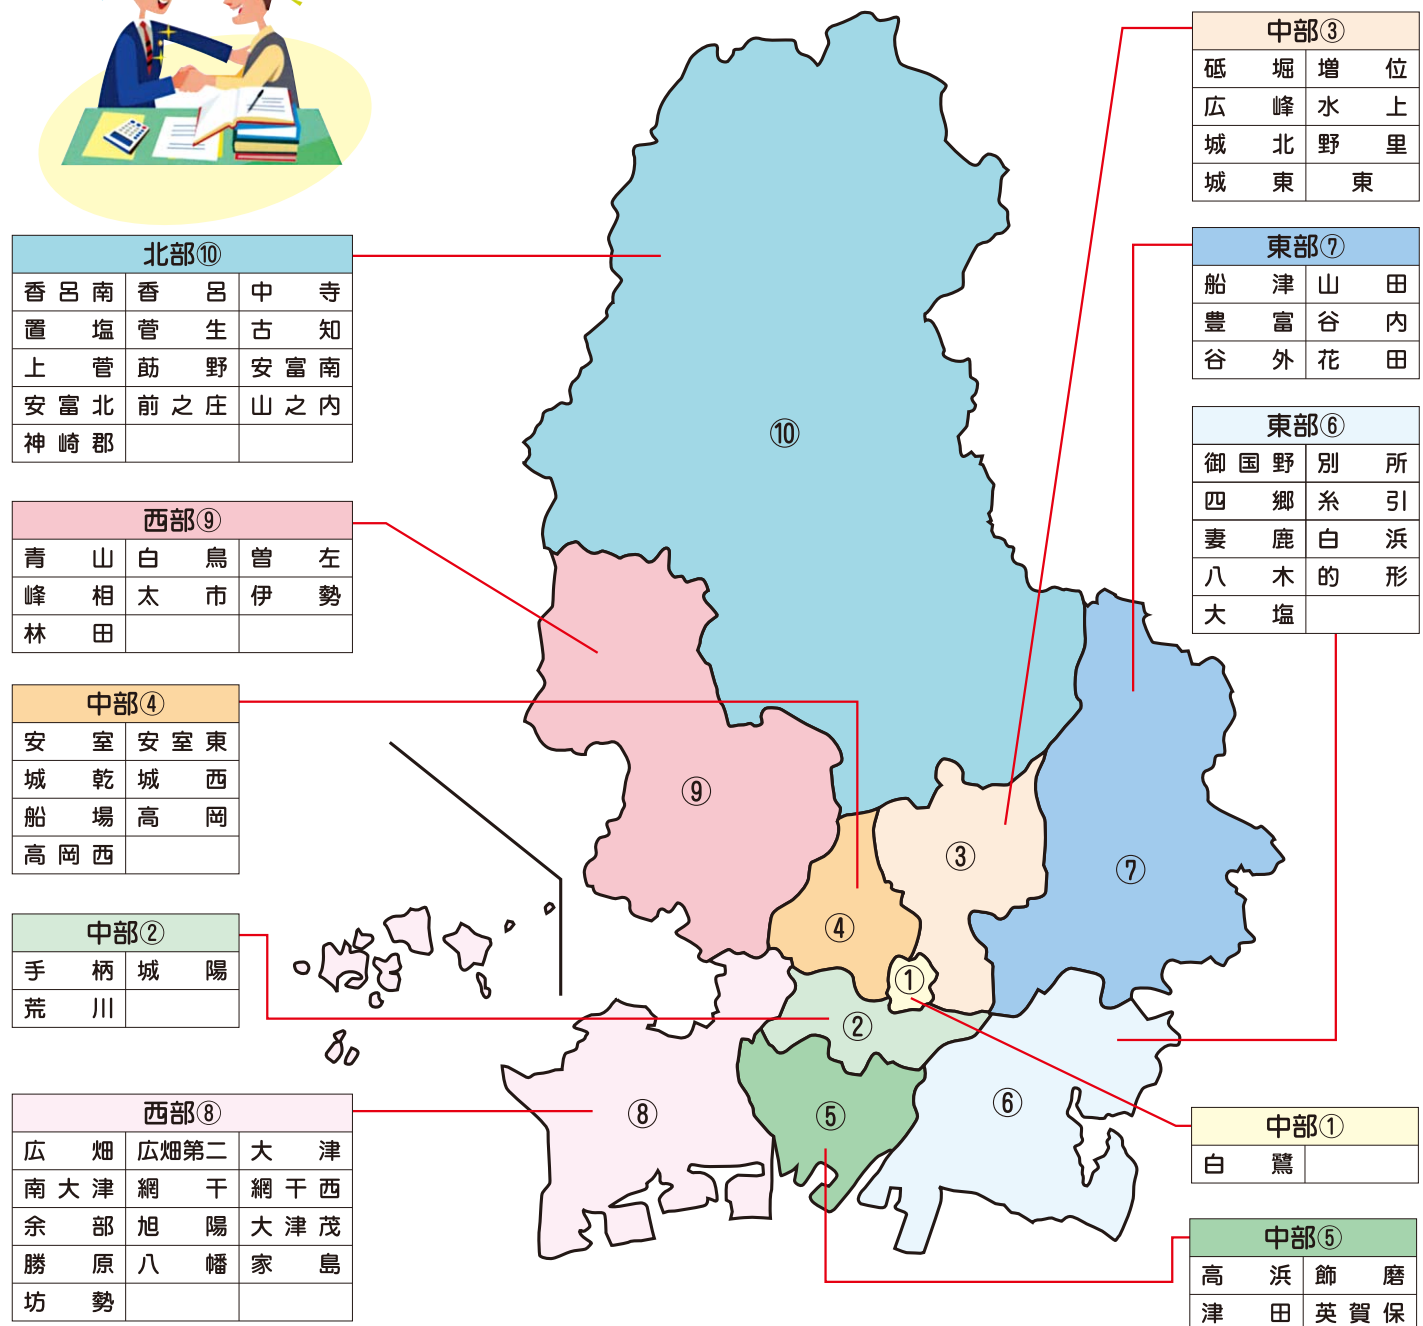 北部⑩
香呂南 香呂 中寺
置塩 菅生 古知
上菅 莇野 安富南
安富北 前之庄 山之内
神崎郡
西部⑨
青山 白鳥 曽左
峰相 太市 伊勢
林田
中部④
安室 安室東
城乾 城西
船場 高岡
高岡西
中部②
手柄 城陽
荒川
西部⑧
広畑 広畑第二 大津
南大津 網干 網干西
余部 旭陽 大津茂
勝原 八幡 家島
坊勢
⑩
⑨
③
⑦
④
①
②
⑧
⑤
⑥
中部③
砥堀 増位
広峰 水上
城北 野里
城東 東
東部⑦
船津 山田
豊富 谷内
谷外 花田
東部⑥
御国野 別所
四郷 糸引
妻鹿 白浜
八木 的形
大塩
中部①
白鷺
中部⑤
高浜 飾磨
津田 英賀保